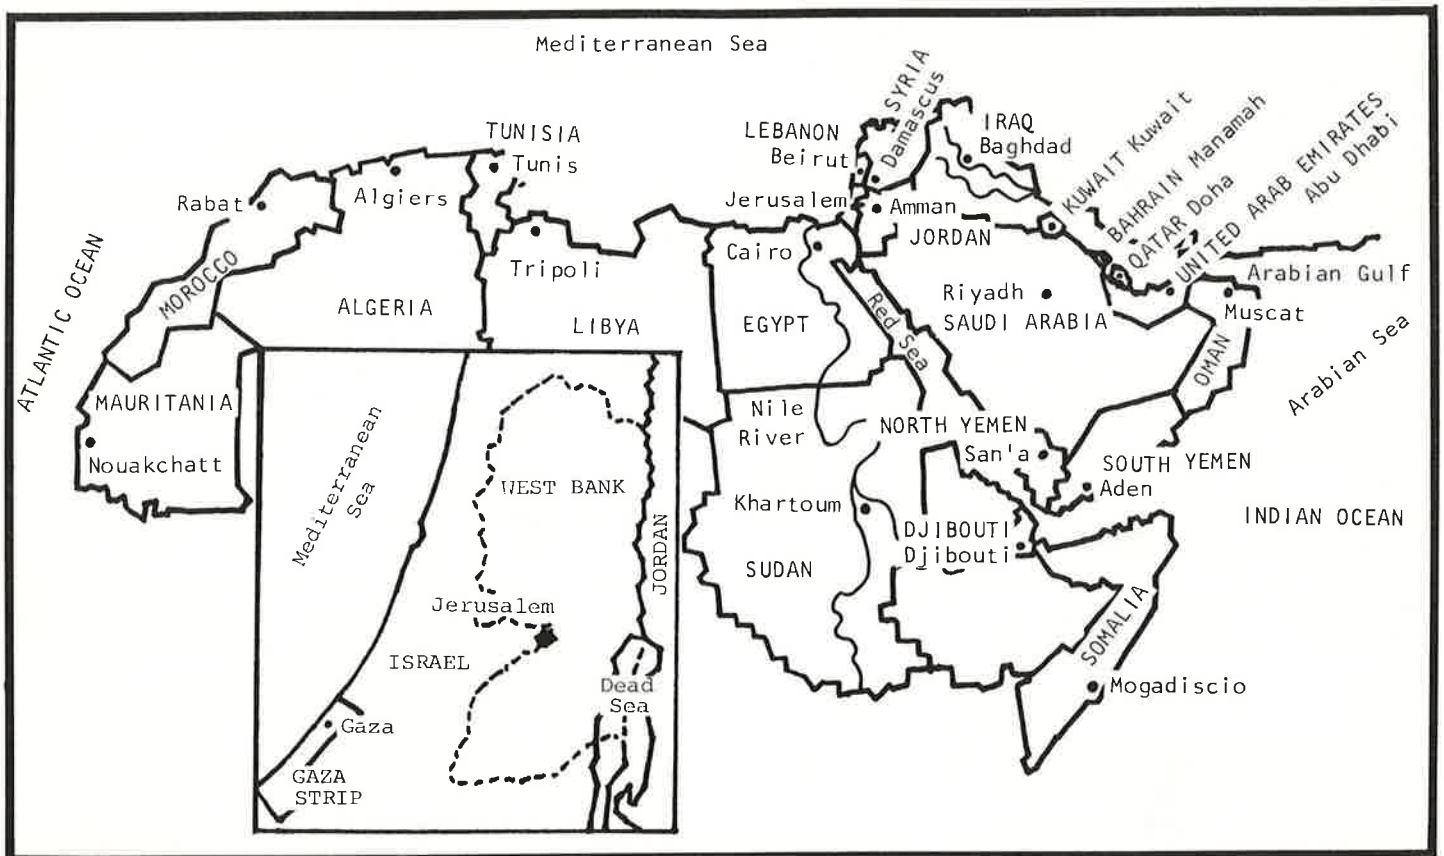 Mediterranean Sea
SYRIA
Damascus
LEBANON
Beirut
IRAQ
Baghdad
KUWAIT Kuwait
BAHRAIN Manamah
QATAR Doha
UNITED ARAB EMIRATES
Abu Dhabi
TUNISIA
Tunis
Algiers
Rabat
Jerusalem
Amman
JORDAN
Cairo
Tripoli
ATLANTIC OCEAN
MOROCCO
ALGERIA
LIBYA
EGYPT
Red Sea
Riyadh
SAUDI ARABIA
Arabian Gulf
Muscat
OMAN
Arabian Sea
MAURITANIA
Nouakchatt
Nile
River
NORTH YEMEN
San'a
SOUTH YEMEN
Aden
INDIAN OCEAN
Khartoum
SUDAN
DJIBOUTI
Djibouti
SOMALIA
Mogadiscio
Mediterranean
Sea
WEST BANK
JORDAN
Jerusalem
ISRAEL
Dead
Sea
Gaza
GAZA
STRIP